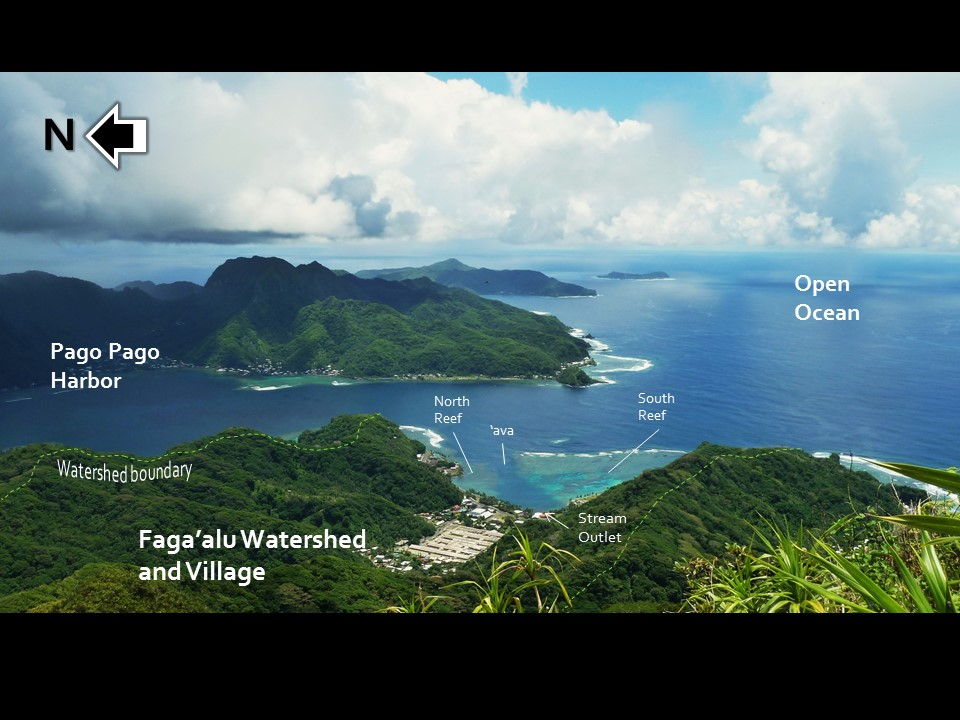 N
Open
Ocean
Pago Pago
Harbor
North
Reef
‘ava
South
Reef
Watershed boundary
Stream
Outlet
Faga’alu Watershed
and Village